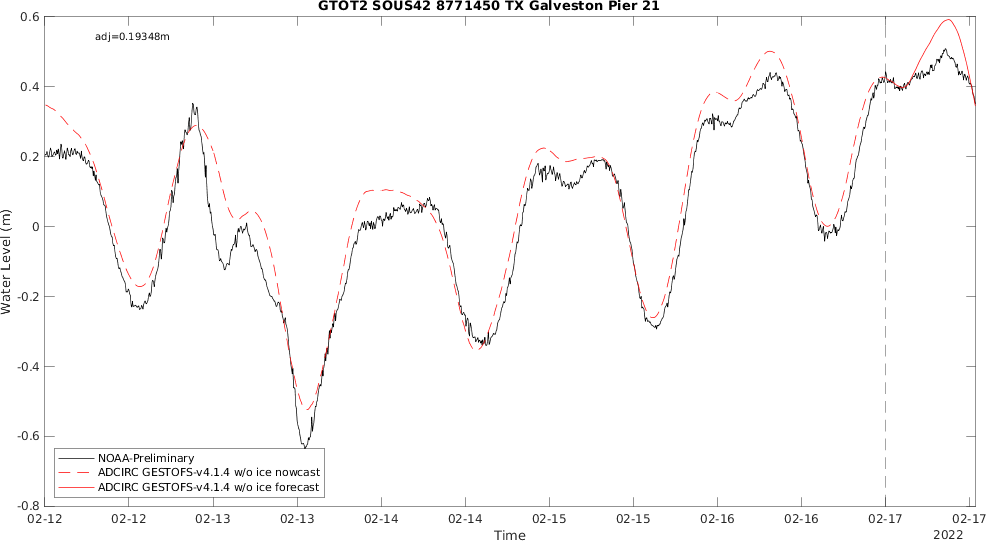 GTOT2 SOUS42 8771450 TX Galveston Pier 21
adj=0.19348m
0.6
0.4
0.2
0
-0.2
-0.4
-0.6
-0.8
Water Level (m)
NOAA-Preliminary
ADCIRC GESTOFS-v4.1.4 w/o ice nowcast
ADCIRC GESTOFS-v4.1.4 w/o ice forecast
02-12 02-12 02-13 02-13 02-14 02-14 02-15 02-15 02-16 02-16 02-17 02-17
Time
2022